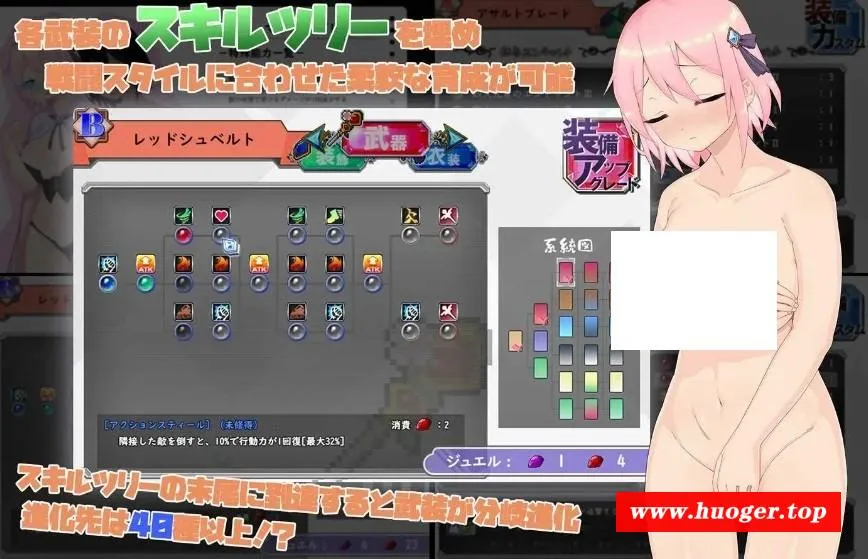 各武装の スキルツリー を埋め
戦闘スタイルに合わせた柔軟な育成が可能
アサルトブレード
B
レッドシュベルト
装飾
武器
衣装
装備
アップ
グレード
ATK
ATK
ATK
系統図
[アクションスティール] (未修得)
消費 :2
隣接した敵を倒すと、10%で行動力が1回復[最大32%]
ジュエル: 1 4
スキルツリーの末尾に到達すると武装が分岐進化
進化先は40種以上!?
www.huoger.top